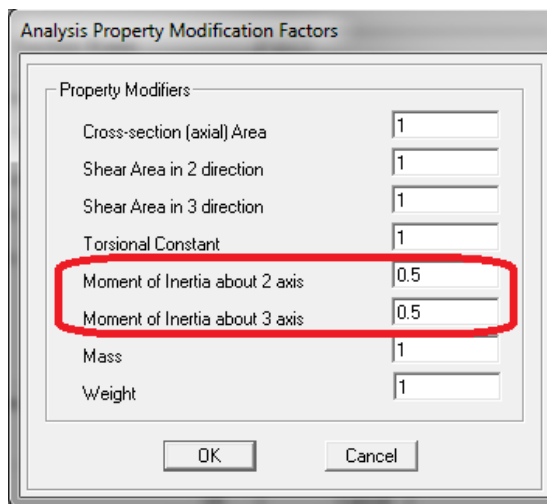 Analysis Property Modification Factors
Property Modifiers
Cross-section (axial) Area 1
Shear Area in 2 direction 1
Shear Area in 3 direction 1
Torsional Constant 1
Moment of Inertia about 2 axis 0.5
Moment of Inertia about 3 axis 0.5
Mass 1
Weight 1
OK Cancel